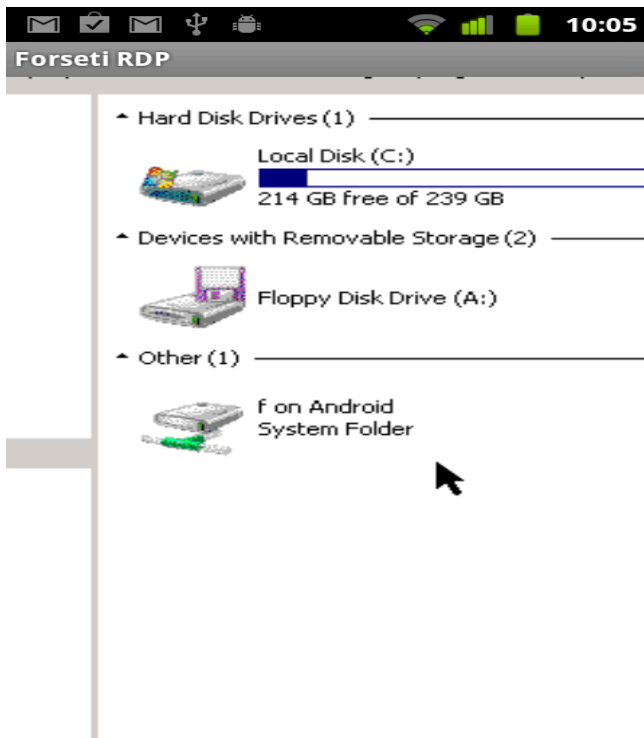 10:05
Forseti RDP
Hard Disk Drives (1)
Local Disk (C:)
214 GB free of 239 GB
Devices with Removable Storage (2)
Floppy Disk Drive (A:)
Other (1)
f on Android
System Folder